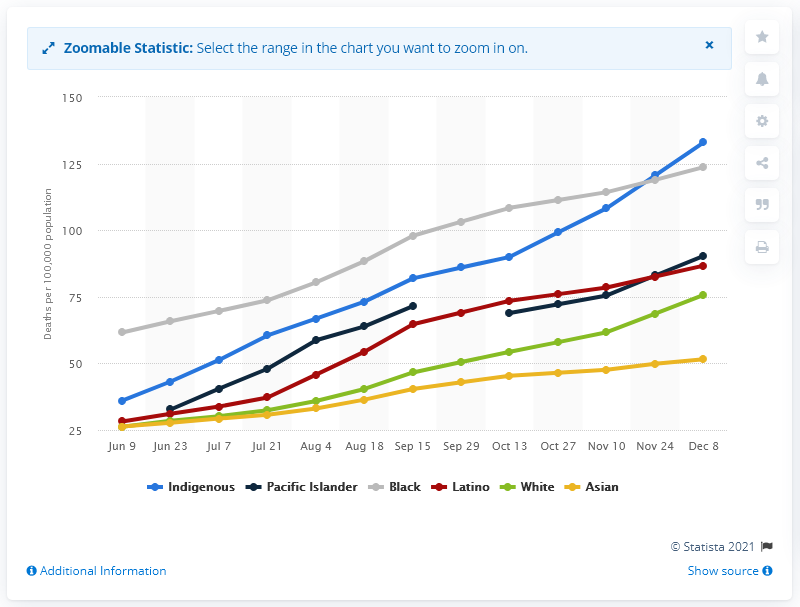 Zoomable Statistic: Select the range in the chart you want to zoom in on.
×
150
125
100
75
50
25
Deaths per 100,000 population
Jun 9 Jun 23 Jul 7 Jul 21 Aug 4 Aug 18 Sep 15 Sep 29 Oct 13 Oct 27 Nov 10 Nov 24 Dec 8
Indigenous Pacific Islander Black Latino White Asian
© Statista 2021
Additional Information Show source